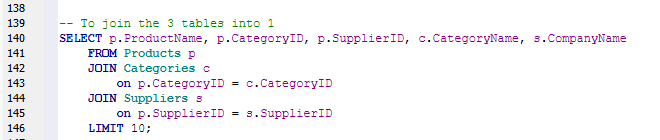 138
139 -- To join the 3 tables into 1
140 SELECT p.ProductName, p.CategoryID, p.SupplierID, c.CategoryName, s.CompanyName
141 FROM Products p
142 JOIN Categories c
143 on p.CategoryID = c.CategoryID
144 JOIN Suppliers s
145 on p.SupplierID = s.SupplierID
146 LIMIT 10;